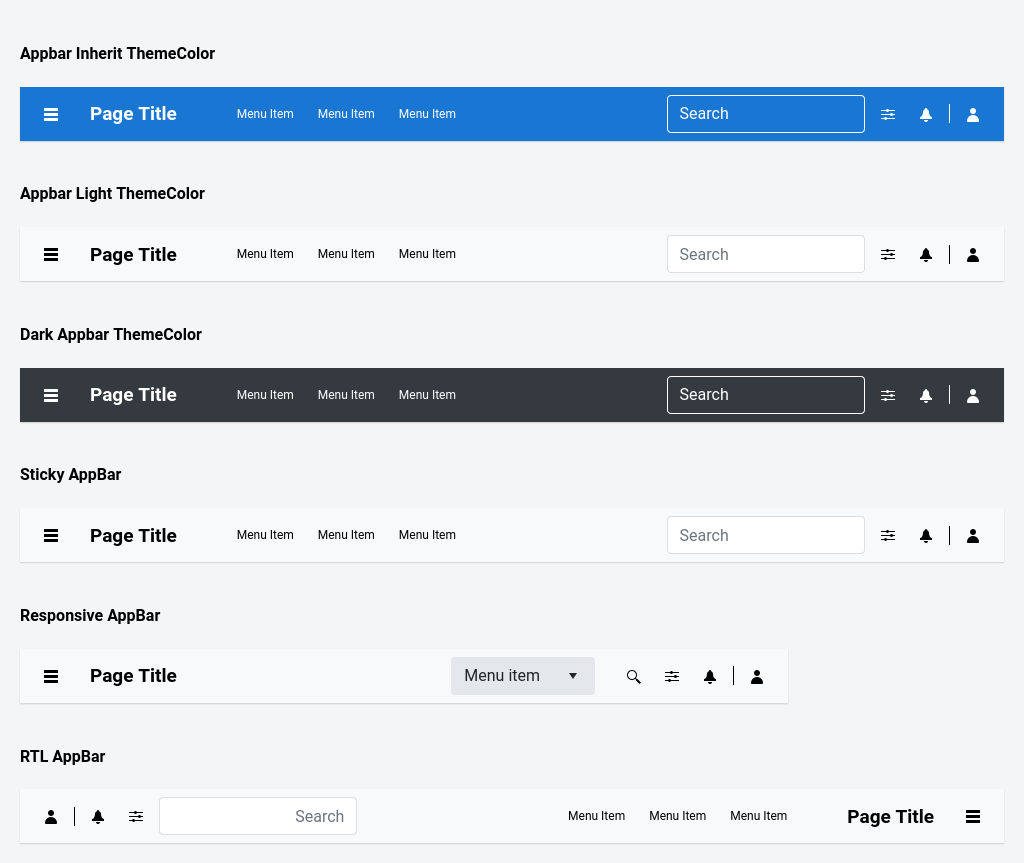 Appbar Inherit ThemeColor
Page Title Menu Item Menu Item Menu Item Search
Appbar Light ThemeColor
Page Title Menu Item Menu Item Menu Item Search
Dark Appbar ThemeColor
Page Title Menu Item Menu Item Menu Item Search
Sticky AppBar
Page Title Menu Item Menu Item Menu Item Search
Responsive AppBar
Page Title Menu item
RTL AppBar
Search Menu Item Menu Item Menu Item Page Title